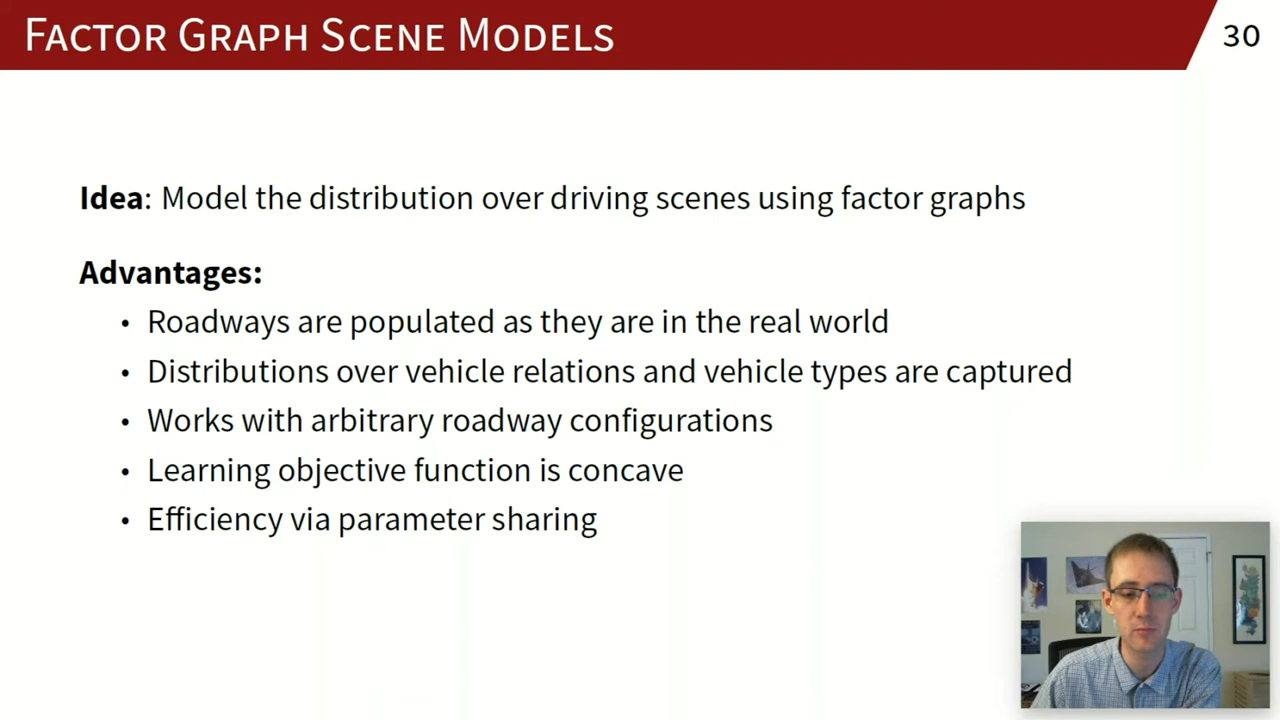 FACTOR GRAPH SCENE MODELS
30
Idea: Model the distribution over driving scenes using factor graphs
Advantages:
• Roadways are populated as they are in the real world
• Distributions over vehicle relations and vehicle types are captured
• Works with arbitrary roadway configurations
• Learning objective function is concave
• Efficiency via parameter sharing